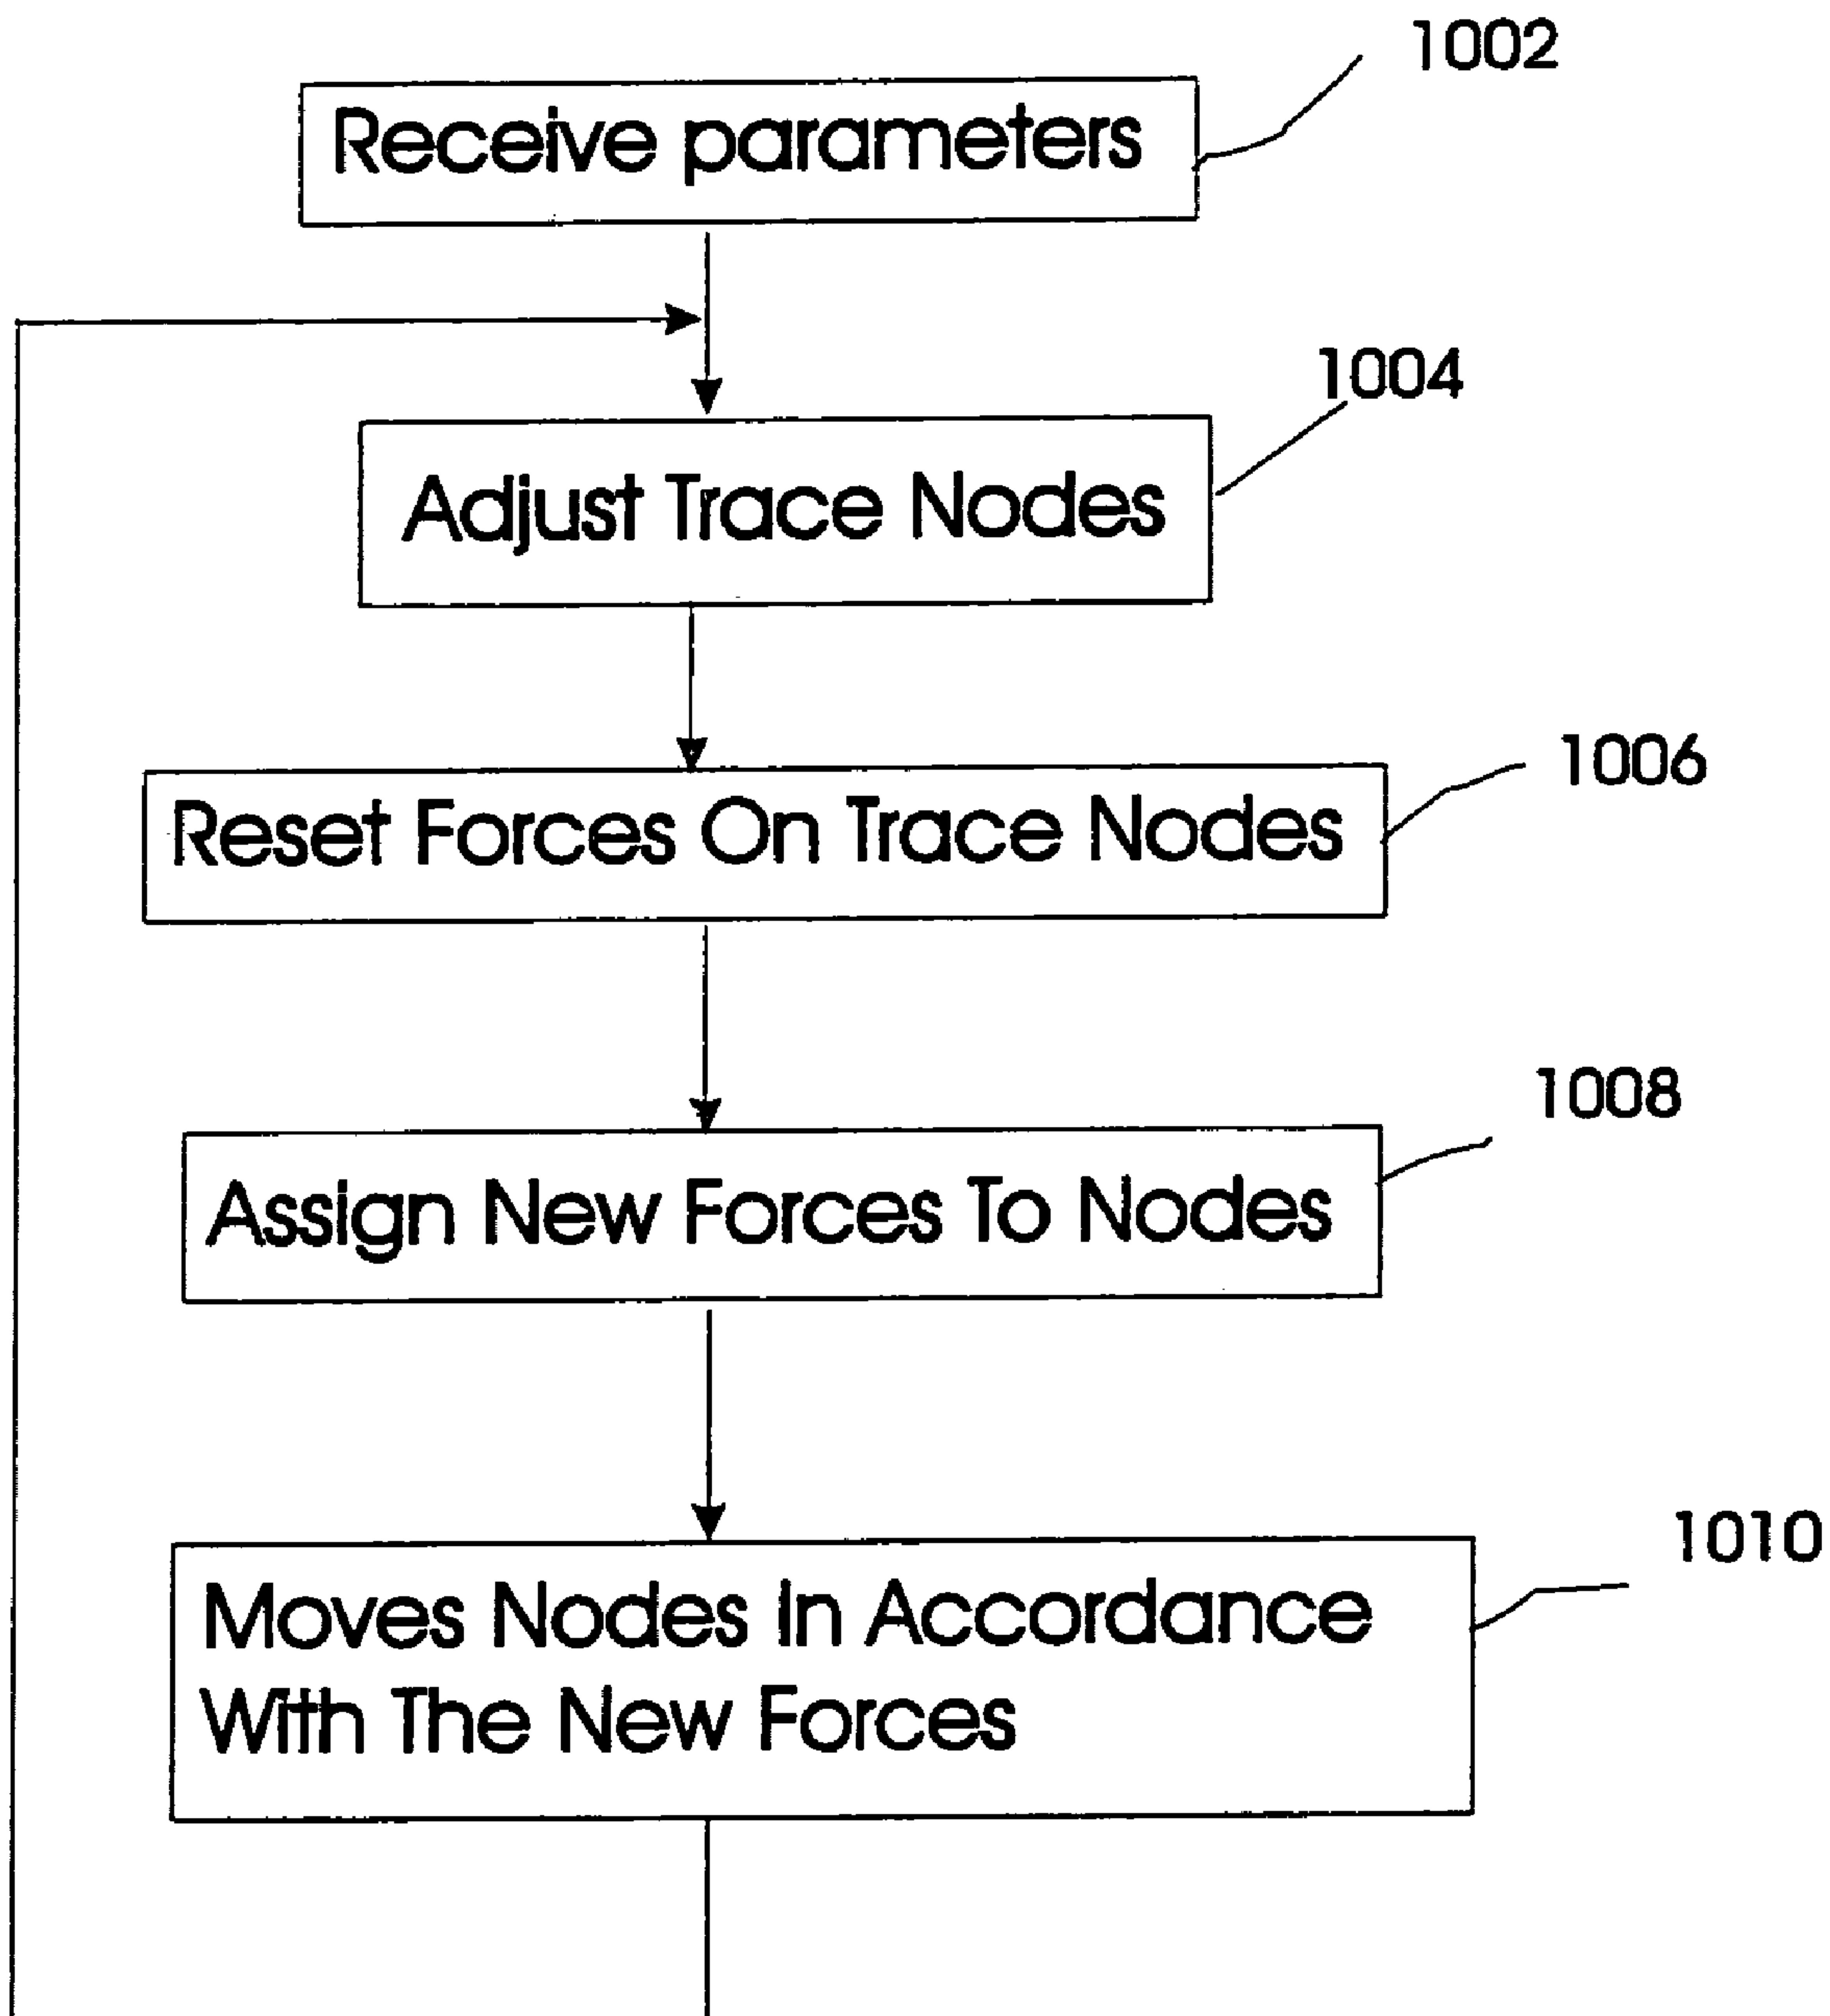 1002
Receive parameters
1004
Adjust Trace Nodes
1006
Reset Forces On Trace Nodes
1008
Assign New Forces To Nodes
1010
Moves Nodes In Accordance
With The New Forces